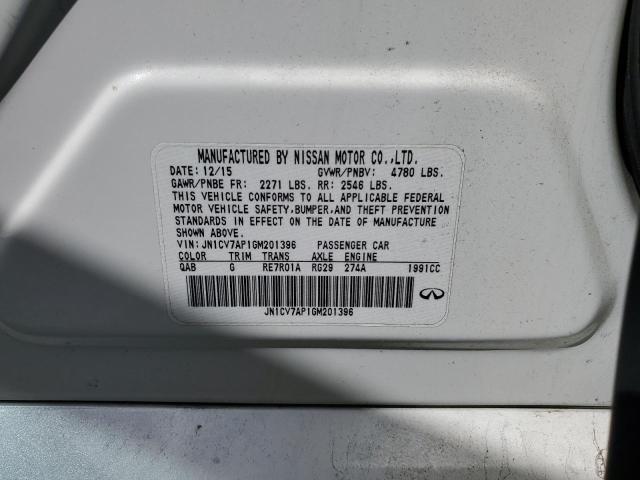 MANUFACTURED BY NISSAN MOTOR CO.,LTD.
DATE: 12/15 GVWR/PNBV: 4780 LBS.
GAWR/PNBE FR: 2271 LBS. RR: 2546 LBS.
THIS VEHICLE CONFORMS TO ALL APPLICABLE FEDERAL
MOTOR VEHICLE SAFETY,BUMPER,AND THEFT PREVENTION
STANDARDS IN EFFECT ON THE DATE OF MANUFACTURE
SHOWN ABOVE.
VIN: JN1CV7AP1GM201396 PASSENGER CAR
COLOR TRIM TRANS AXLE ENGINE
QAB G RE7R01A RG29 274A 1991CC
JN1CV7AP1GM201396